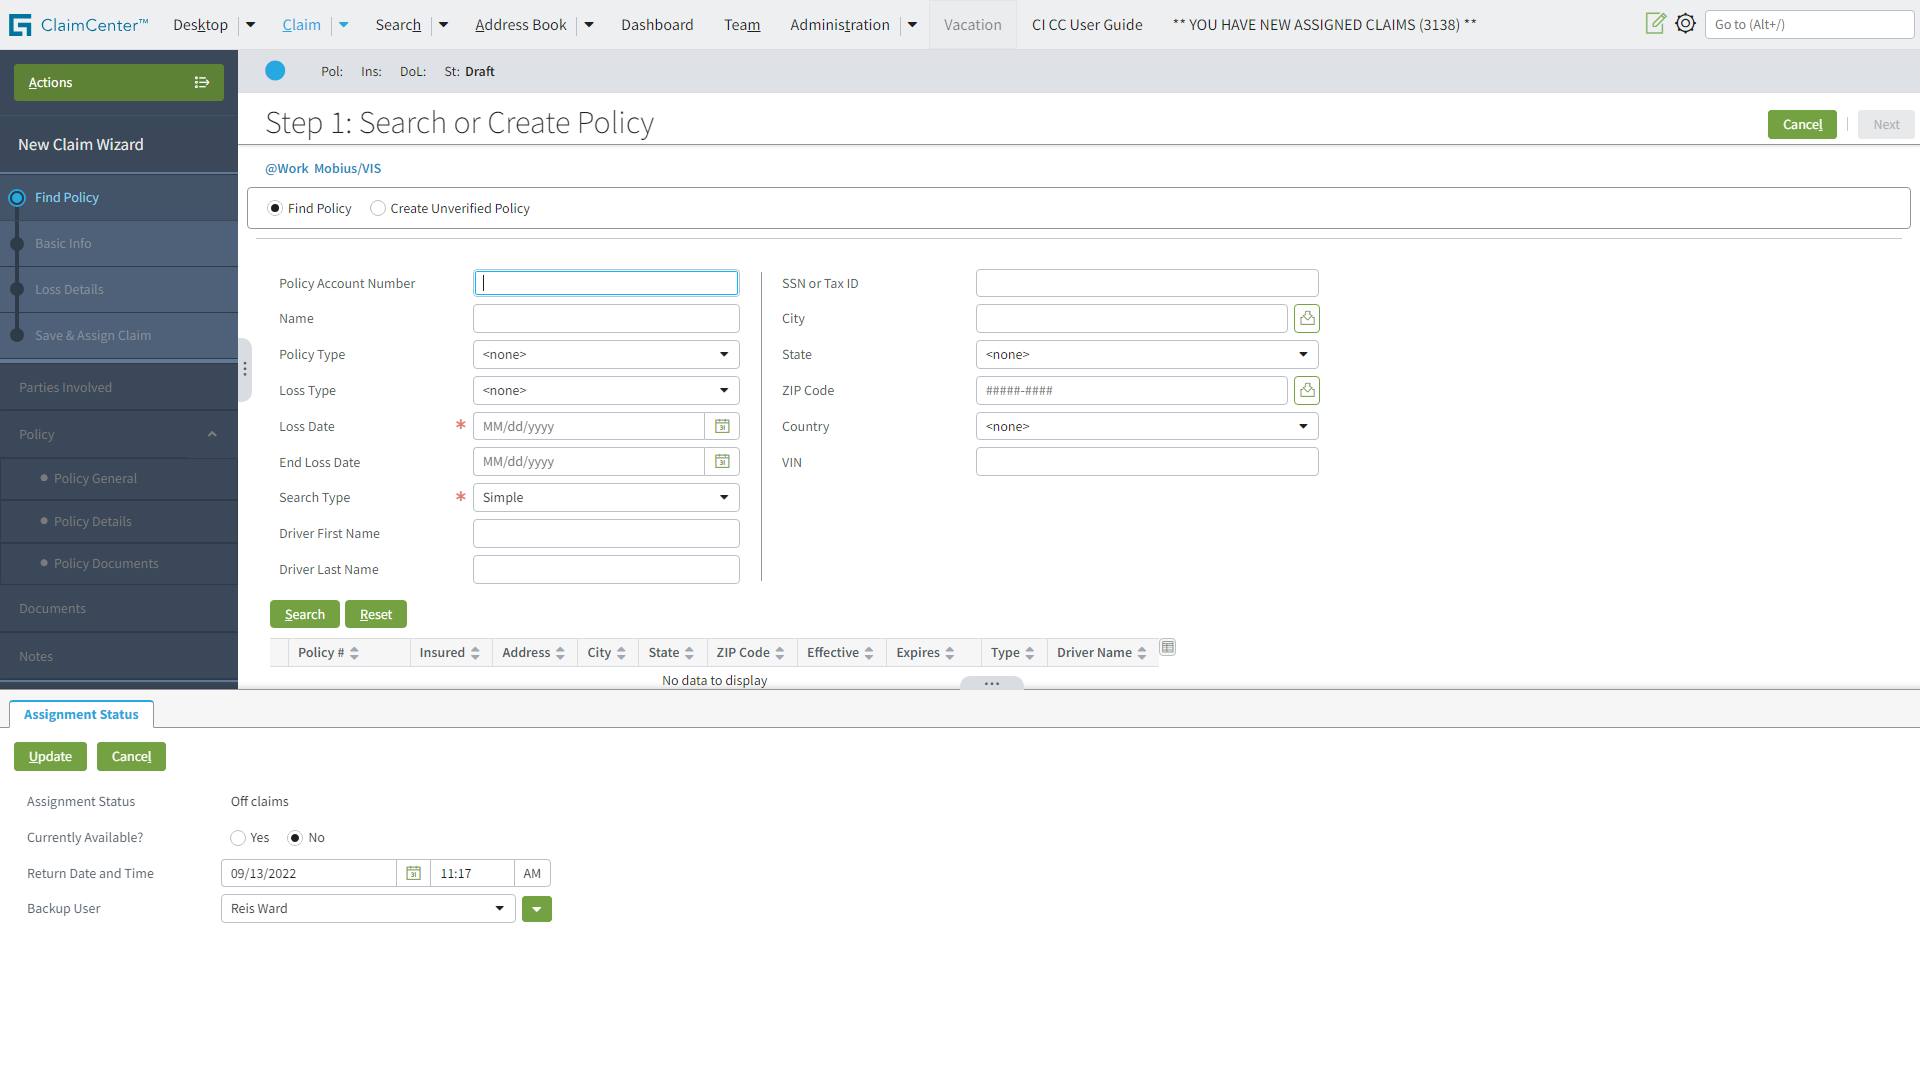 ClaimCenter™ Desktop Claim Search Address Book Dashboard Team Administration Vacation CI CC User Guide ** YOU HAVE NEW ASSIGNED CLAIMS (3138) ** Go to (Alt+/)
Actions
Pol: Ins: DoL: St: Draft
Step 1: Search or Create Policy
Cancel Next
New Claim Wizard
Find Policy
Basic Info
Loss Details
Save & Assign Claim
Parties Involved
Policy
Policy General
Policy Details
Policy Documents
Documents
Notes
@Work Mobius/VIS
Find Policy Create Unverified Policy
Policy Account Number
Name
Policy Type <none>
Loss Type <none>
Loss Date * MM/dd/yyyy 31
End Loss Date MM/dd/yyyy 31
Search Type * Simple
Driver First Name
Driver Last Name
SSN or Tax ID
City
State <none>
ZIP Code #####-####
Country <none>
VIN
Search Reset
Policy # Insured Address City State ZIP Code Effective Expires Type Driver Name
No data to display
Assignment Status
Update Cancel
Assignment Status Off claims
Currently Available? Yes No
Return Date and Time 09/13/2022 31 11:17 AM
Backup User Reis Ward